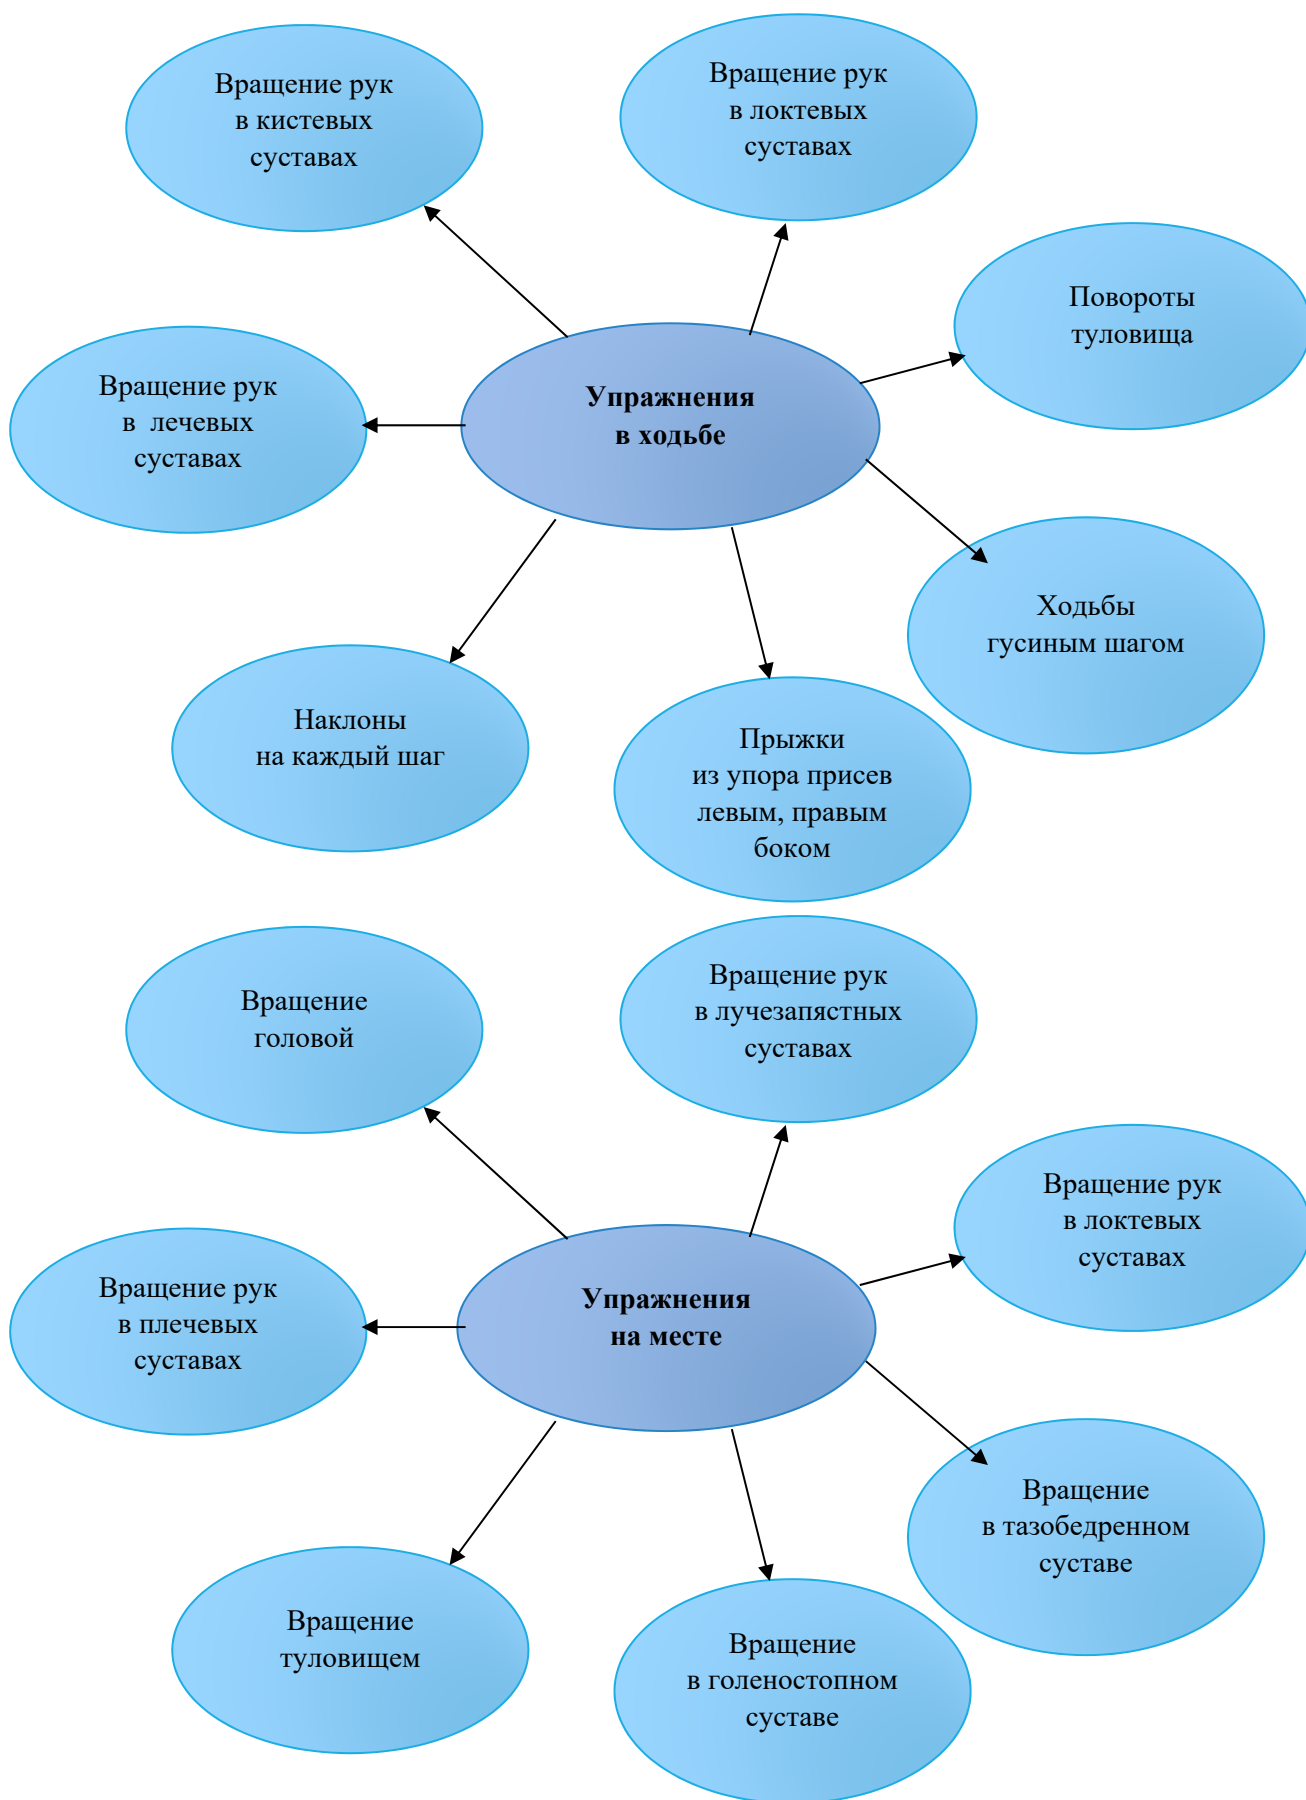 Вращение рук
в кистевых
суставах
Вращение рук
в локтевых
суставах
Повороты
туловища
Упражнения
в ходьбе
Вращение рук
в лечевых
суставах
Ходьбы
гусиным шагом
Наклоны
на каждый шаг
Прыжки
из упора присев
левым, правым
боком
Вращение
головой
Вращение рук
в лучезапястных
суставах
Вращение рук
в локтевых
суставах
Упражнения
на месте
Вращение рук
в плечевых
суставах
Вращение
в тазобедренном
суставе
Вращение
туловищем
Вращение
в голеностопном
суставе